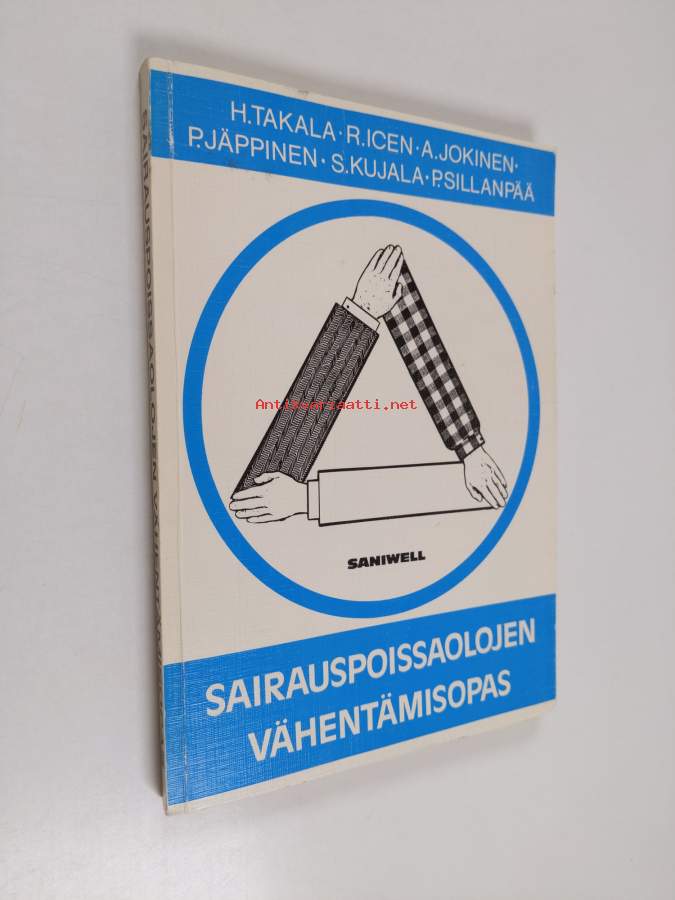 H.TAKALA·R.ICEN·A.JOKINEN·
P.JÄPPINEN·S.KUJALA·P.SILLANPÄÄ
Antikvariaatti.net
SANIWELL
SAIRAUSPOISSAOLOJEN
VÄHENTÄMISOPAS
SAIRAUSPOISSAOLOJEN VÄHENTÄMISOPAS